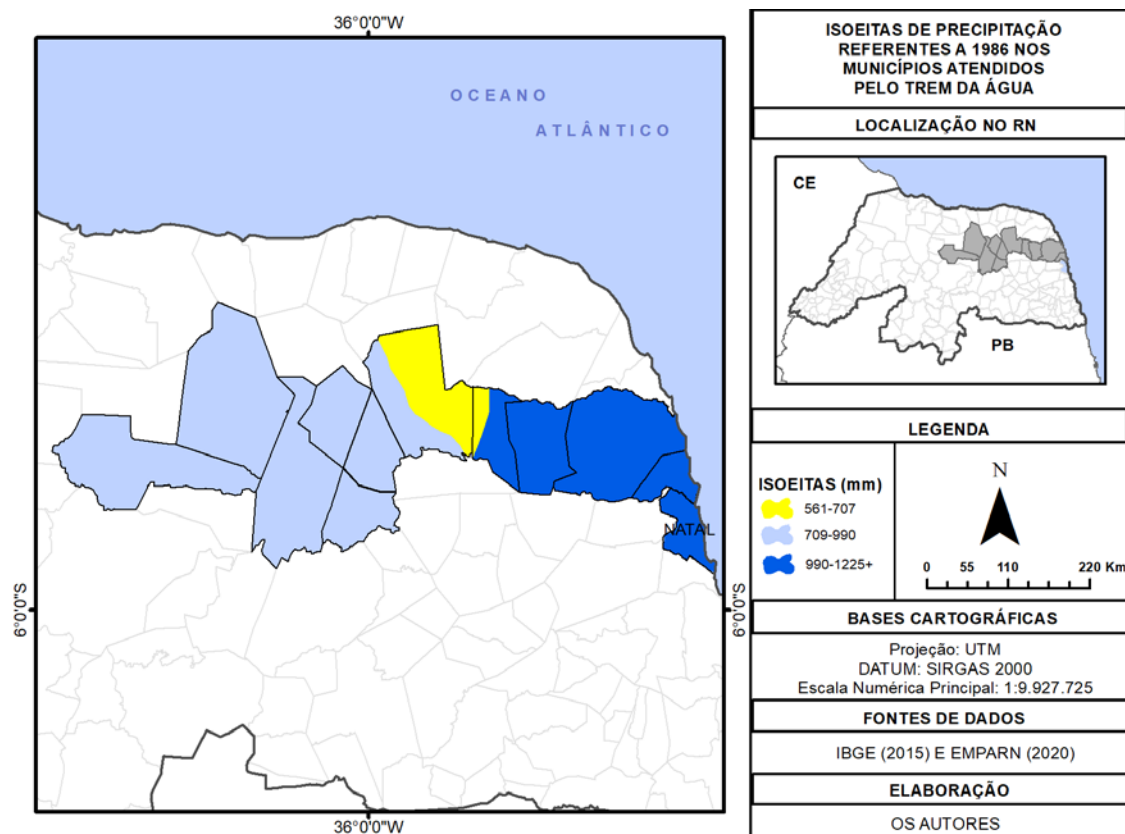 36°0'0"W
OCEANO
ATLÂNTICO
NATAL
6°0'0"S
6°0'0"S
36°0'0"W
ISOEITAS DE PRECIPITAÇÃO
REFERENTES A 1986 NOS
MUNICÍPIOS ATENDIDOS
PELO TREM DA ÁGUA
LOCALIZAÇÃO NO RN
CE
PB
LEGENDA
ISOEITAS (mm)
561-707
709-990
990-1225+
N
0 55 110 220 Km
BASES CARTOGRÁFICAS
Projeção: UTM
DATUM: SIRGAS 2000
Escala Numérica Principal: 1:9.927.725
FONTES DE DADOS
IBGE (2015) E EMPARN (2020)
ELABORAÇÃO
OS AUTORES